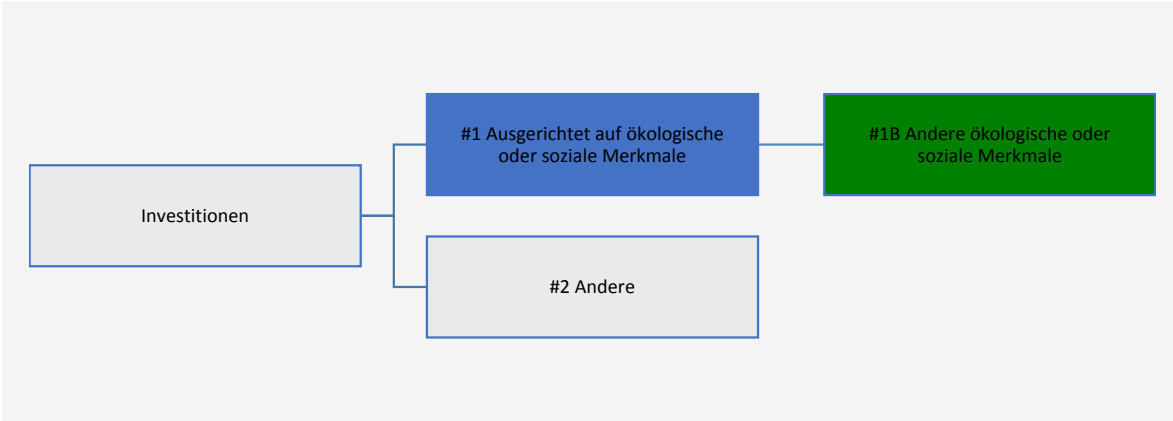 #1 Ausgerichtet auf ökologische
oder soziale Merkmale
#1B Andere ökologische oder
soziale Merkmale
Investitionen
#2 Andere